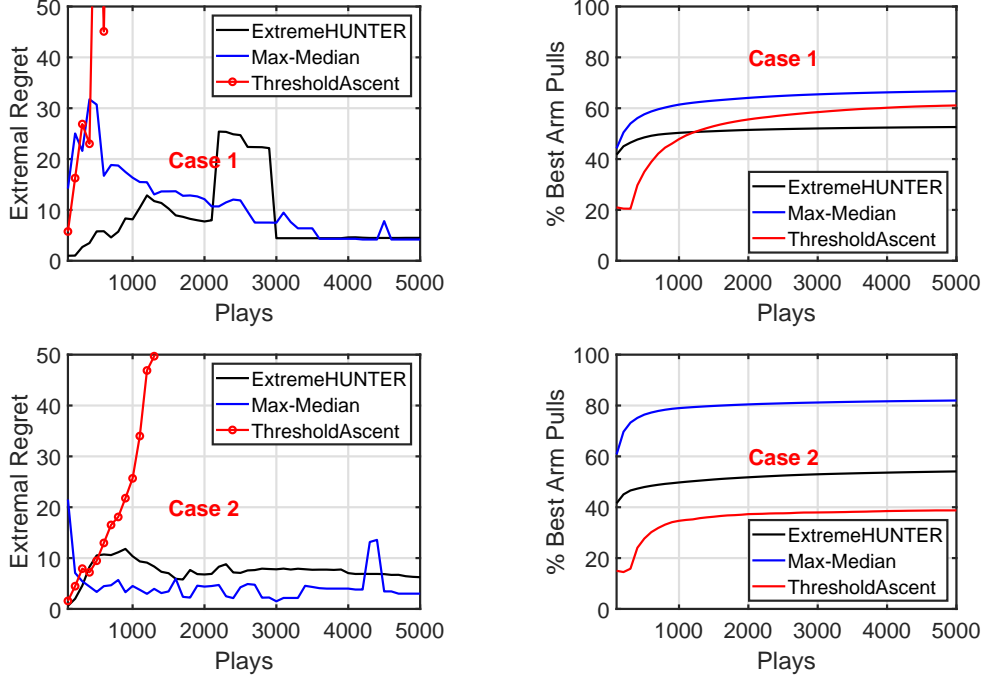 50
40
30
20
10
0
Extremal Regret
ExtremeHUNTER
Max-Median
ThresholdAscent
Case 1
1000 2000 3000 4000 5000
Plays
100
80
60
40
20
0
% Best Arm Pulls
Case 1
ExtremeHUNTER
Max-Median
ThresholdAscent
1000 2000 3000 4000 5000
Plays
50
40
30
20
10
0
Extremal Regret
ExtremeHUNTER
Max-Median
ThresholdAscent
Case 2
1000 2000 3000 4000 5000
Plays
100
80
60
40
20
0
% Best Arm Pulls
Case 2
ExtremeHUNTER
Max-Median
ThresholdAscent
1000 2000 3000 4000 5000
Plays